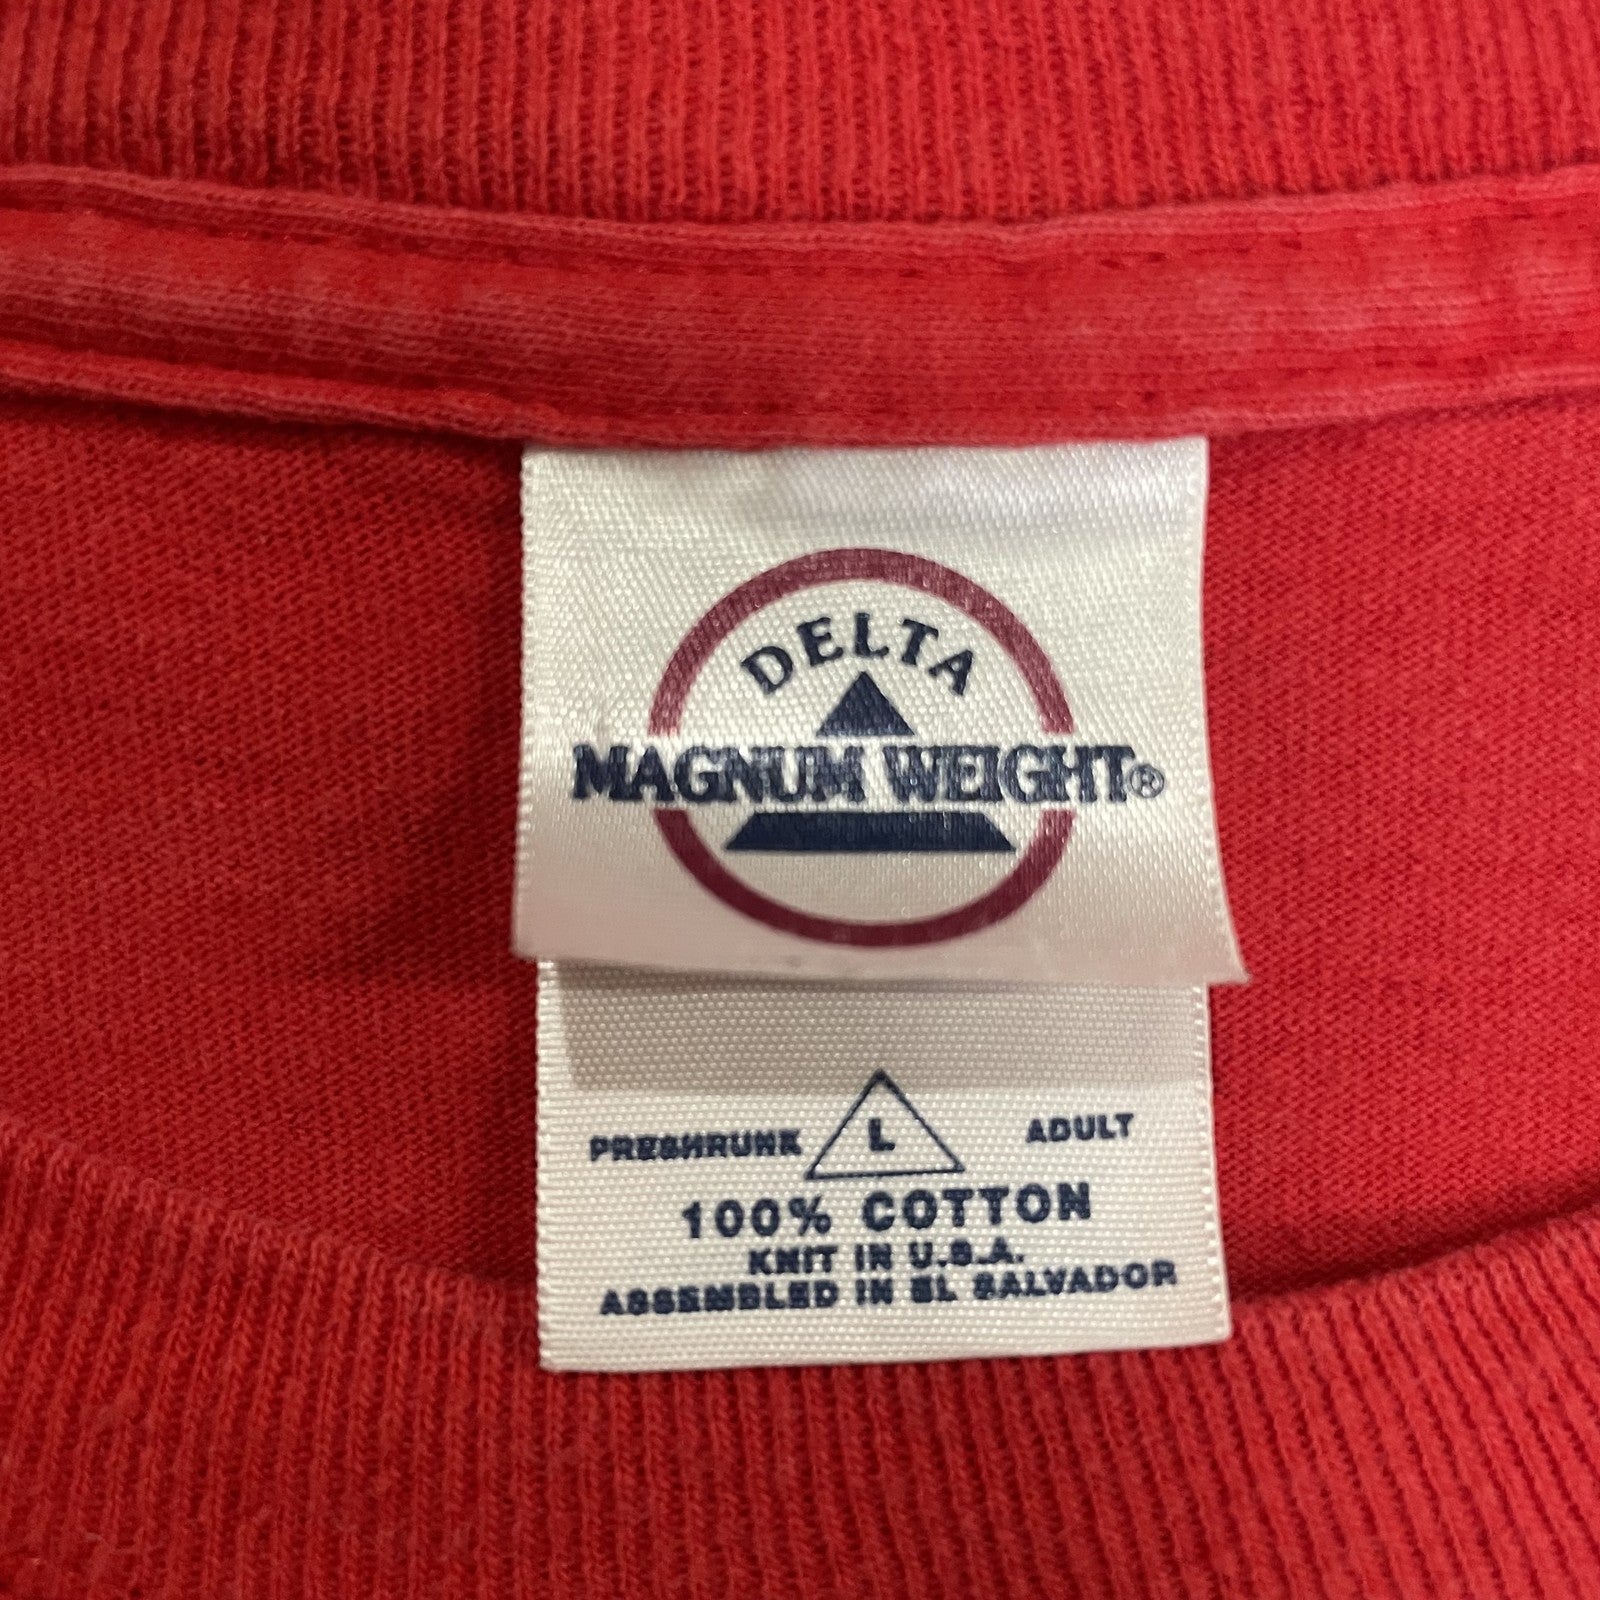 DELTA
MAGNUM WEIGHT®
PRESHRUNK L ADULT
100% COTTON
KNIT IN U.S.A.
ASSEMBLED IN EL SALVADOR